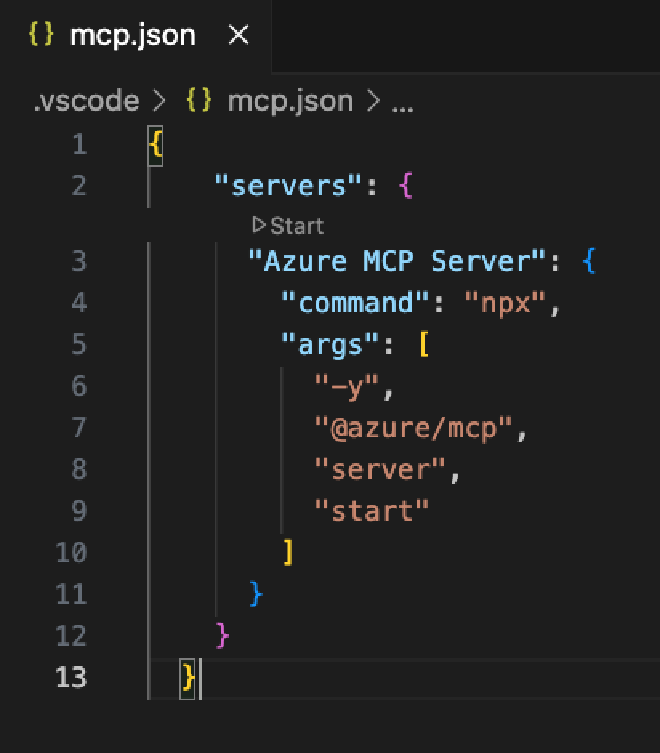 {} mcp.json ×
.vscode > {} mcp.json > ...
1 {
2     "servers": {
▷Start
3       "Azure MCP Server": {
4         "command": "npx",
5         "args": [
6           "-y",
7           "@azure/mcp",
8           "server",
9           "start"
10         ]
11       }
12     }
13   }